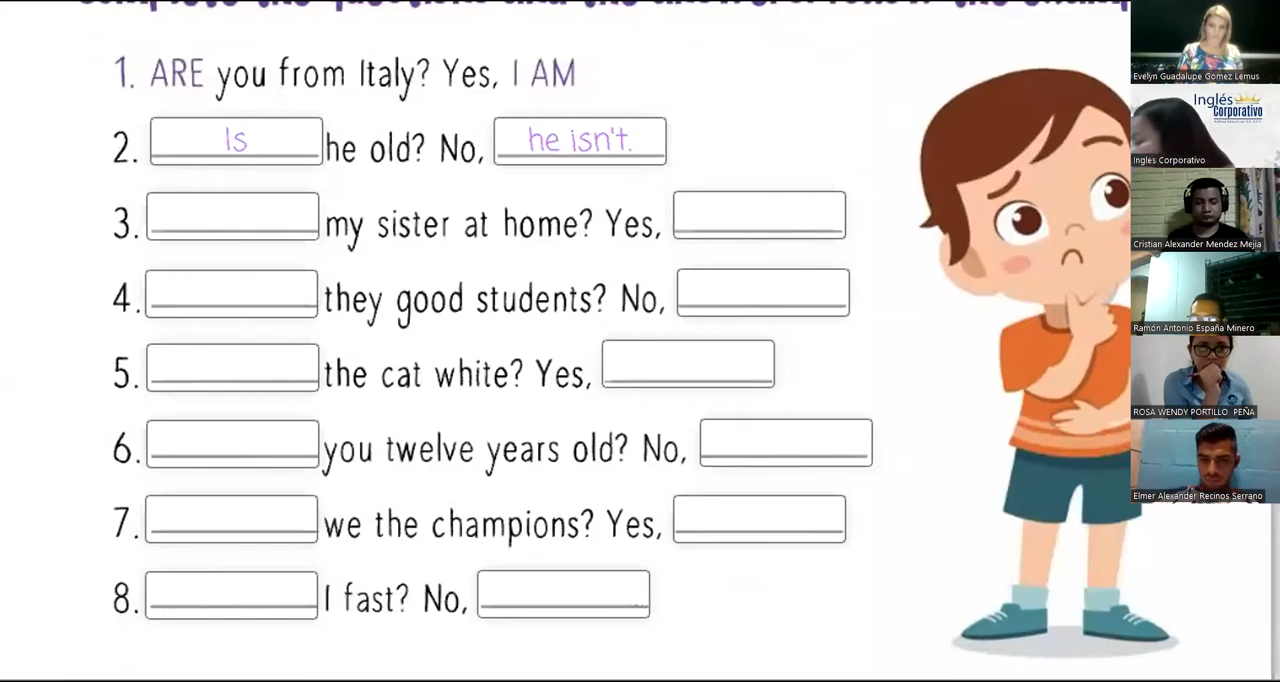 1. ARE you from Italy? Yes, I AM
2. Is he old? No, he isn't.
3. my sister at home? Yes,
4. they good students? No,
5. the cat white? Yes,
6. you twelve years old? No,
7. we the champions? Yes,
8. I fast? No,
Evelyn Guadalupe Gomez Lemus
Inglés
Corporativo
Ingles Corporativo
Cristian Alexander Mendez Mejia
Ramón Antonio España Minero
ROSA WENDY PORTILLO PEÑA
Elmer Alexander Recinos Serrano